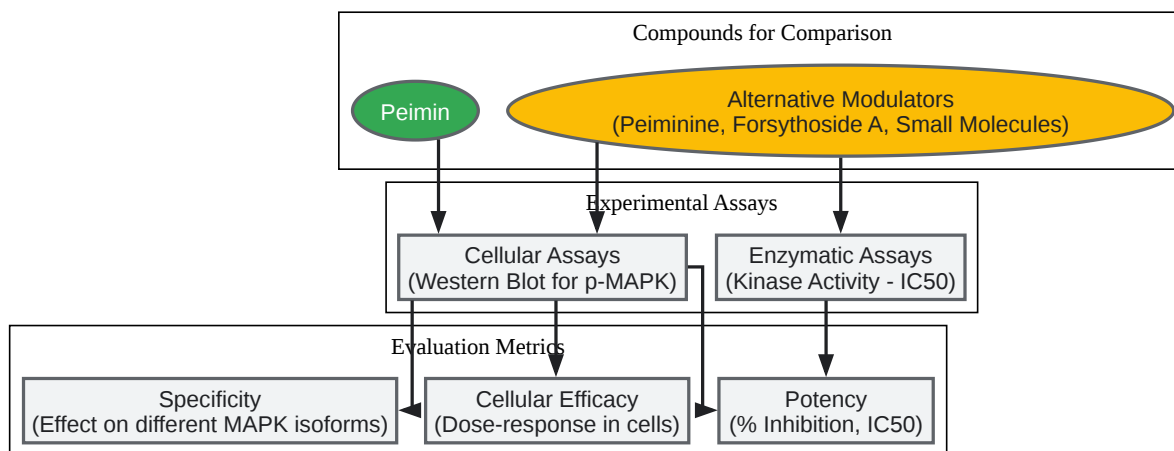 Compounds for Comparison
Peimin
Alternative Modulators
(Peiminine, Forsythoside A, Small Molecules)
Experimental Assays
Cellular Assays
(Western Blot for p-MAPK)
Enzymatic Assays
(Kinase Activity - IC50)
Evaluation Metrics
Specificity
(Effect on different MAPK isoforms)
Cellular Efficacy
(Dose-response in cells)
Potency
(% Inhibition, IC50)